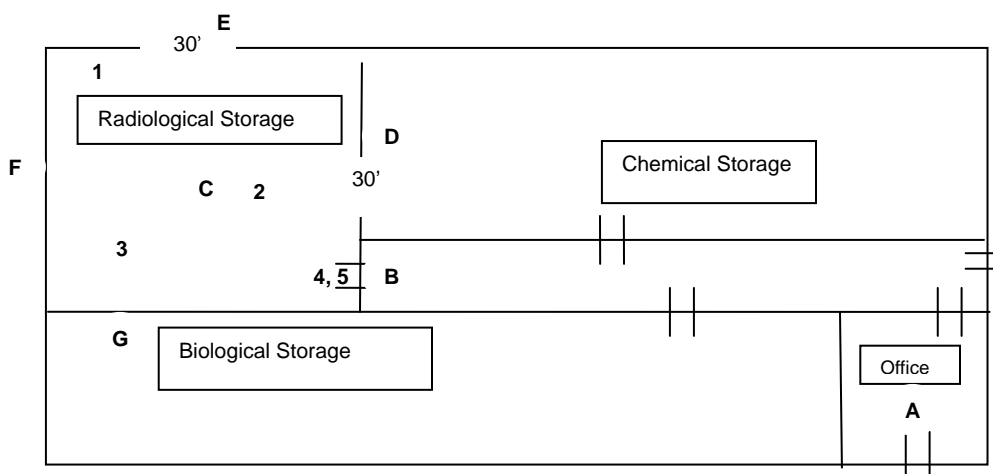 E
30’
1
Radiological Storage
D
F
Chemical Storage
30’
C 2
3
4, 5 B
G
Biological Storage
Office
A